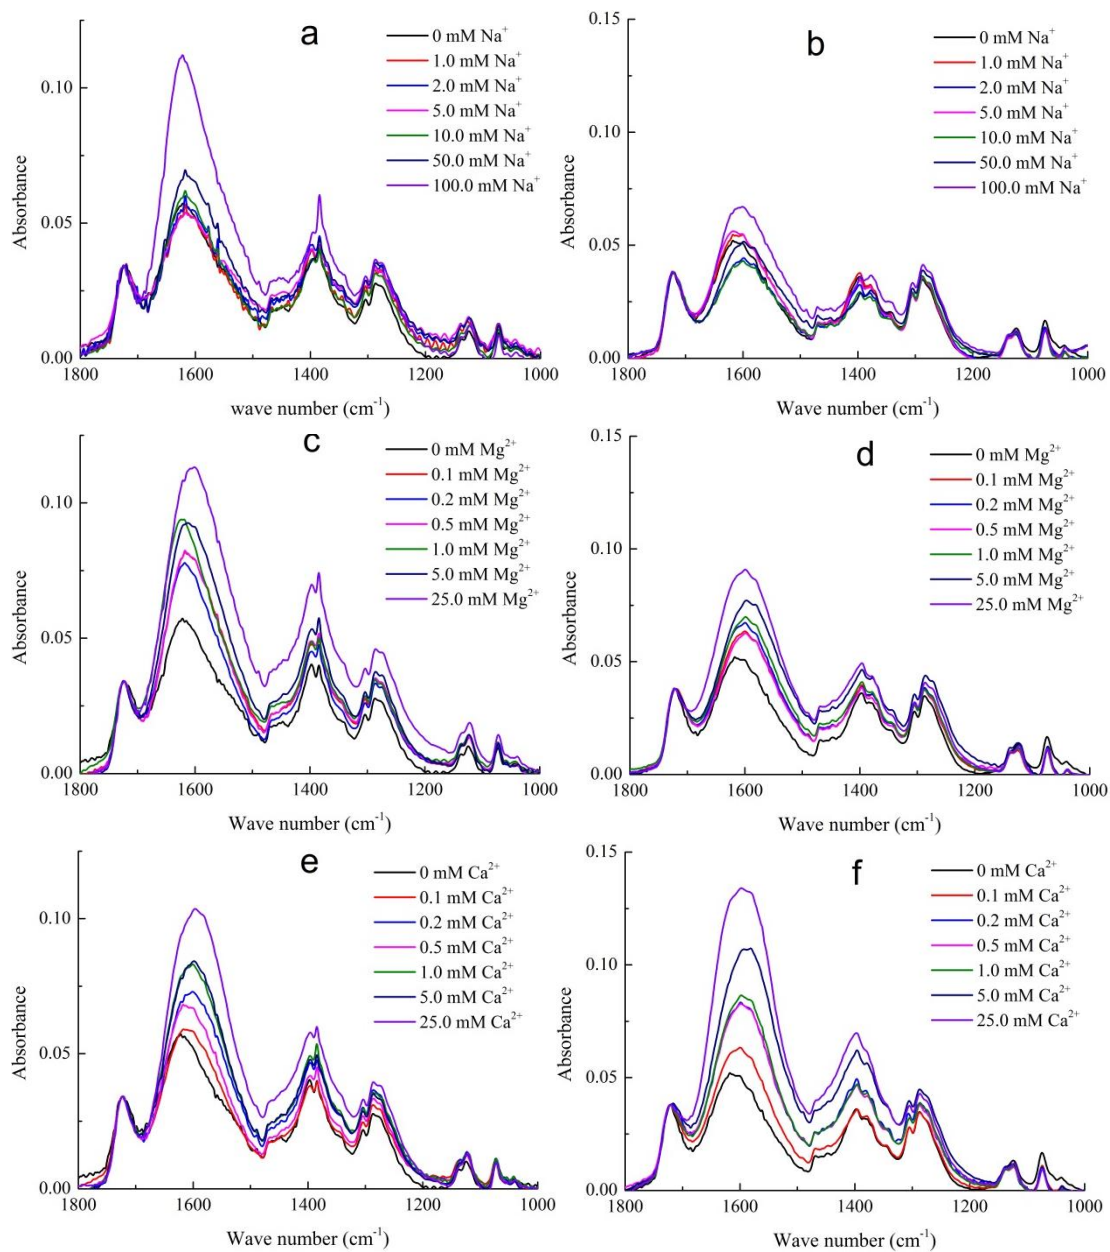 a
0 mM Na⁺
1.0 mM Na⁺
2.0 mM Na⁺
5.0 mM Na⁺
10.0 mM Na⁺
50.0 mM Na⁺
100.0 mM Na⁺
Absorbance
0.10
0.05
0.00
1800
1600
1400
1200
1000
wave number (cm⁻¹)
b
0 mM Na⁺
1.0 mM Na⁺
2.0 mM Na⁺
5.0 mM Na⁺
10.0 mM Na⁺
50.0 mM Na⁺
100.0 mM Na⁺
Absorbance
0.15
0.10
0.05
0.00
1800
1600
1400
1200
1000
Wave number (cm⁻¹)
c
0 mM Mg²⁺
0.1 mM Mg²⁺
0.2 mM Mg²⁺
0.5 mM Mg²⁺
1.0 mM Mg²⁺
5.0 mM Mg²⁺
25.0 mM Mg²⁺
Absorbance
0.10
0.05
0.00
1800
1600
1400
1200
1000
Wave number (cm⁻¹)
d
0 mM Mg²⁺
0.1 mM Mg²⁺
0.2 mM Mg²⁺
0.5 mM Mg²⁺
1.0 mM Mg²⁺
5.0 mM Mg²⁺
25.0 mM Mg²⁺
Absorbance
0.15
0.10
0.05
0.00
1800
1600
1400
1200
1000
Wave number (cm⁻¹)
e
0 mM Ca²⁺
0.1 mM Ca²⁺
0.2 mM Ca²⁺
0.5 mM Ca²⁺
1.0 mM Ca²⁺
5.0 mM Ca²⁺
25.0 mM Ca²⁺
Absorbance
0.10
0.05
0.00
1800
1600
1400
1200
1000
Wave number (cm⁻¹)
f
0 mM Ca²⁺
0.1 mM Ca²⁺
0.2 mM Ca²⁺
0.5 mM Ca²⁺
1.0 mM Ca²⁺
5.0 mM Ca²⁺
25.0 mM Ca²⁺
Absorbance
0.15
0.10
0.05
0.00
1800
1600
1400
1200
1000
Wave number (cm⁻¹)